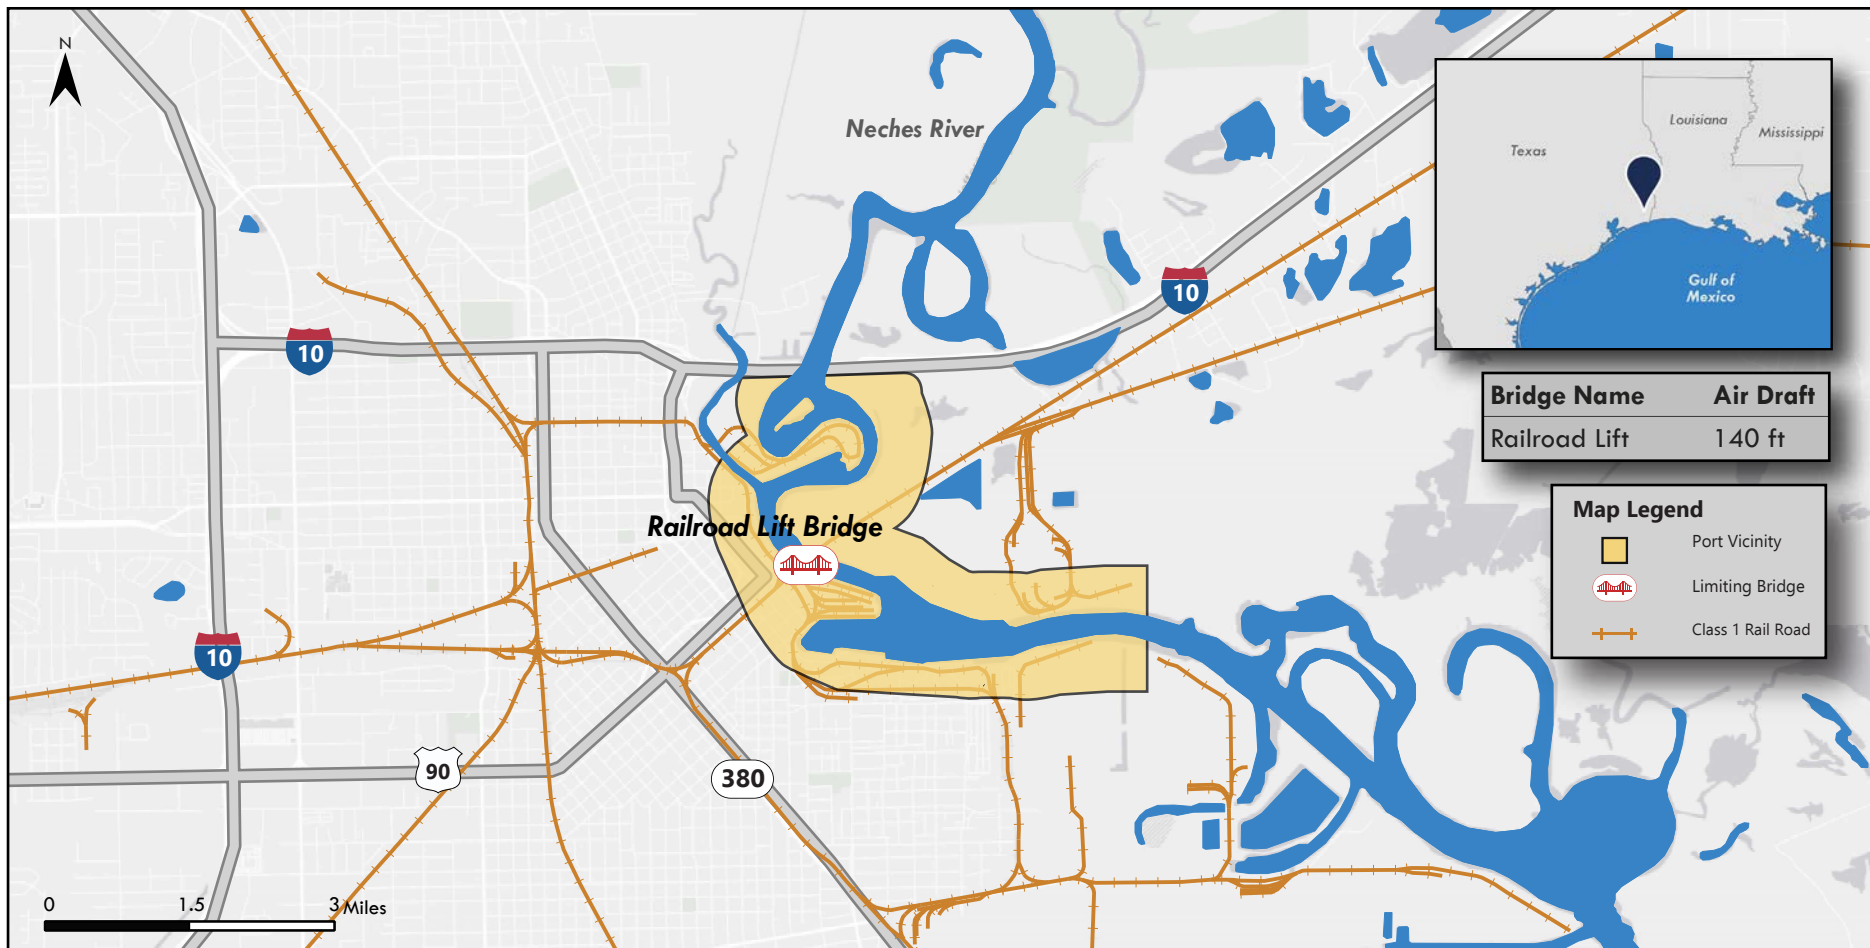 N
Neches River
Texas
Louisiana
Mississippi
Gulf of
Mexico
10
10
Bridge Name Air Draft
Railroad Lift 140 ft
Map Legend
Port Vicinity
Limiting Bridge
Class 1 Rail Road
Railroad Lift Bridge
10
90
380
0 1.5 3 Miles